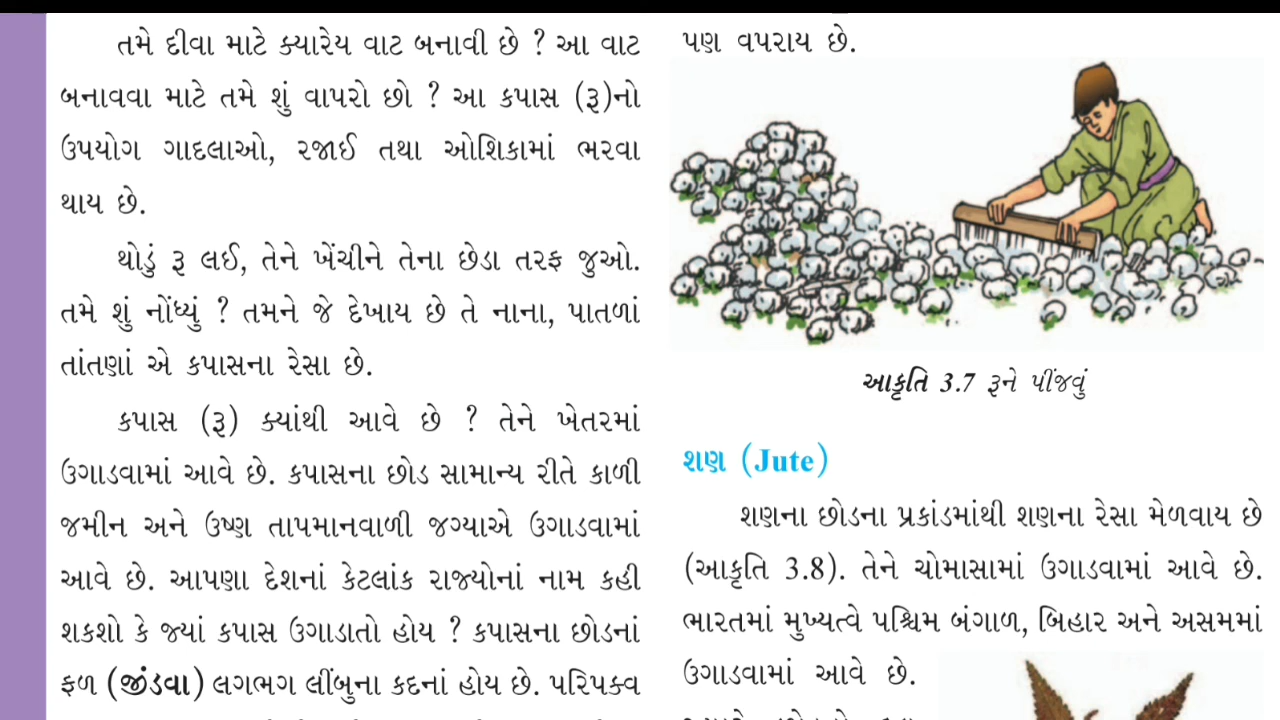 તમે દીવા માટે ક્યારેય વાટ બનાવી છે ? આ વાટ
બનાવવા માટે તમે શું વાપરો છો ? આ કપાસ (રૂ)નો
ઉપયોગ ગાદલાઓ, રજાઈ તથા ઓશિકામાં ભરવા
થાય છે.
થોડું રૂ લઈ, તેને ખેંચીને તેના છેડા તરફ જુઓ.
તમે શું નોંધ્યું ? તમને જે દેખાય છે તે નાના, પાતળાં
તાંતણાં એ કપાસના રેસા છે.
કપાસ (રૂ) ક્યાંથી આવે છે ? તેને ખેતરમાં
ઉગાડવામાં આવે છે. કપાસના છોડ સામાન્ય રીતે કાળી
જમીન અને ઉષ્ણ તાપમાનવાળી જગ્યાએ ઉગાડવામાં
આવે છે. આપણા દેશનાં કેટલાંક રાજ્યોનાં નામ કહી
શકશો કે જ્યાં કપાસ ઉગાડાતો હોય ? કપાસના છોડનાં
ફળ (જીંડવા) લગભગ લીંબુના કદનાં હોય છે. પરિપક્વ
પણ વપરાય છે.
આકૃતિ 3.7 રૂને પીંજવું
શણ (Jute)
શણના છોડના પ્રકાંડમાંથી શણના રેસા મેળવાય છે
(આકૃતિ 3.8). તેને ચોમાસામાં ઉગાડવામાં આવે છે.
ભારતમાં મુખ્યત્વે પશ્ચિમ બંગાળ, બિહાર અને અસમમાં
ઉગાડવામાં આવે છે.